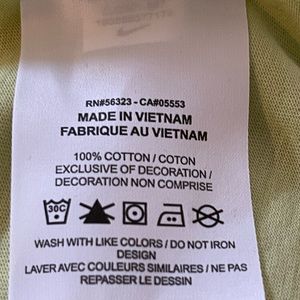 RN#56323 - CA#05553
MADE IN VIETNAM
FABRIQUE AU VIETNAM
100% COTTON / COTON
EXCLUSIVE OF DECORATION /
DECORATION NON COMPRISE
30C
WASH WITH LIKE COLORS / DO NOT IRON
DESIGN
LAVER AVEC COULEURS SIMILAIRES / NE PAS
REPASSER LE DESSIN